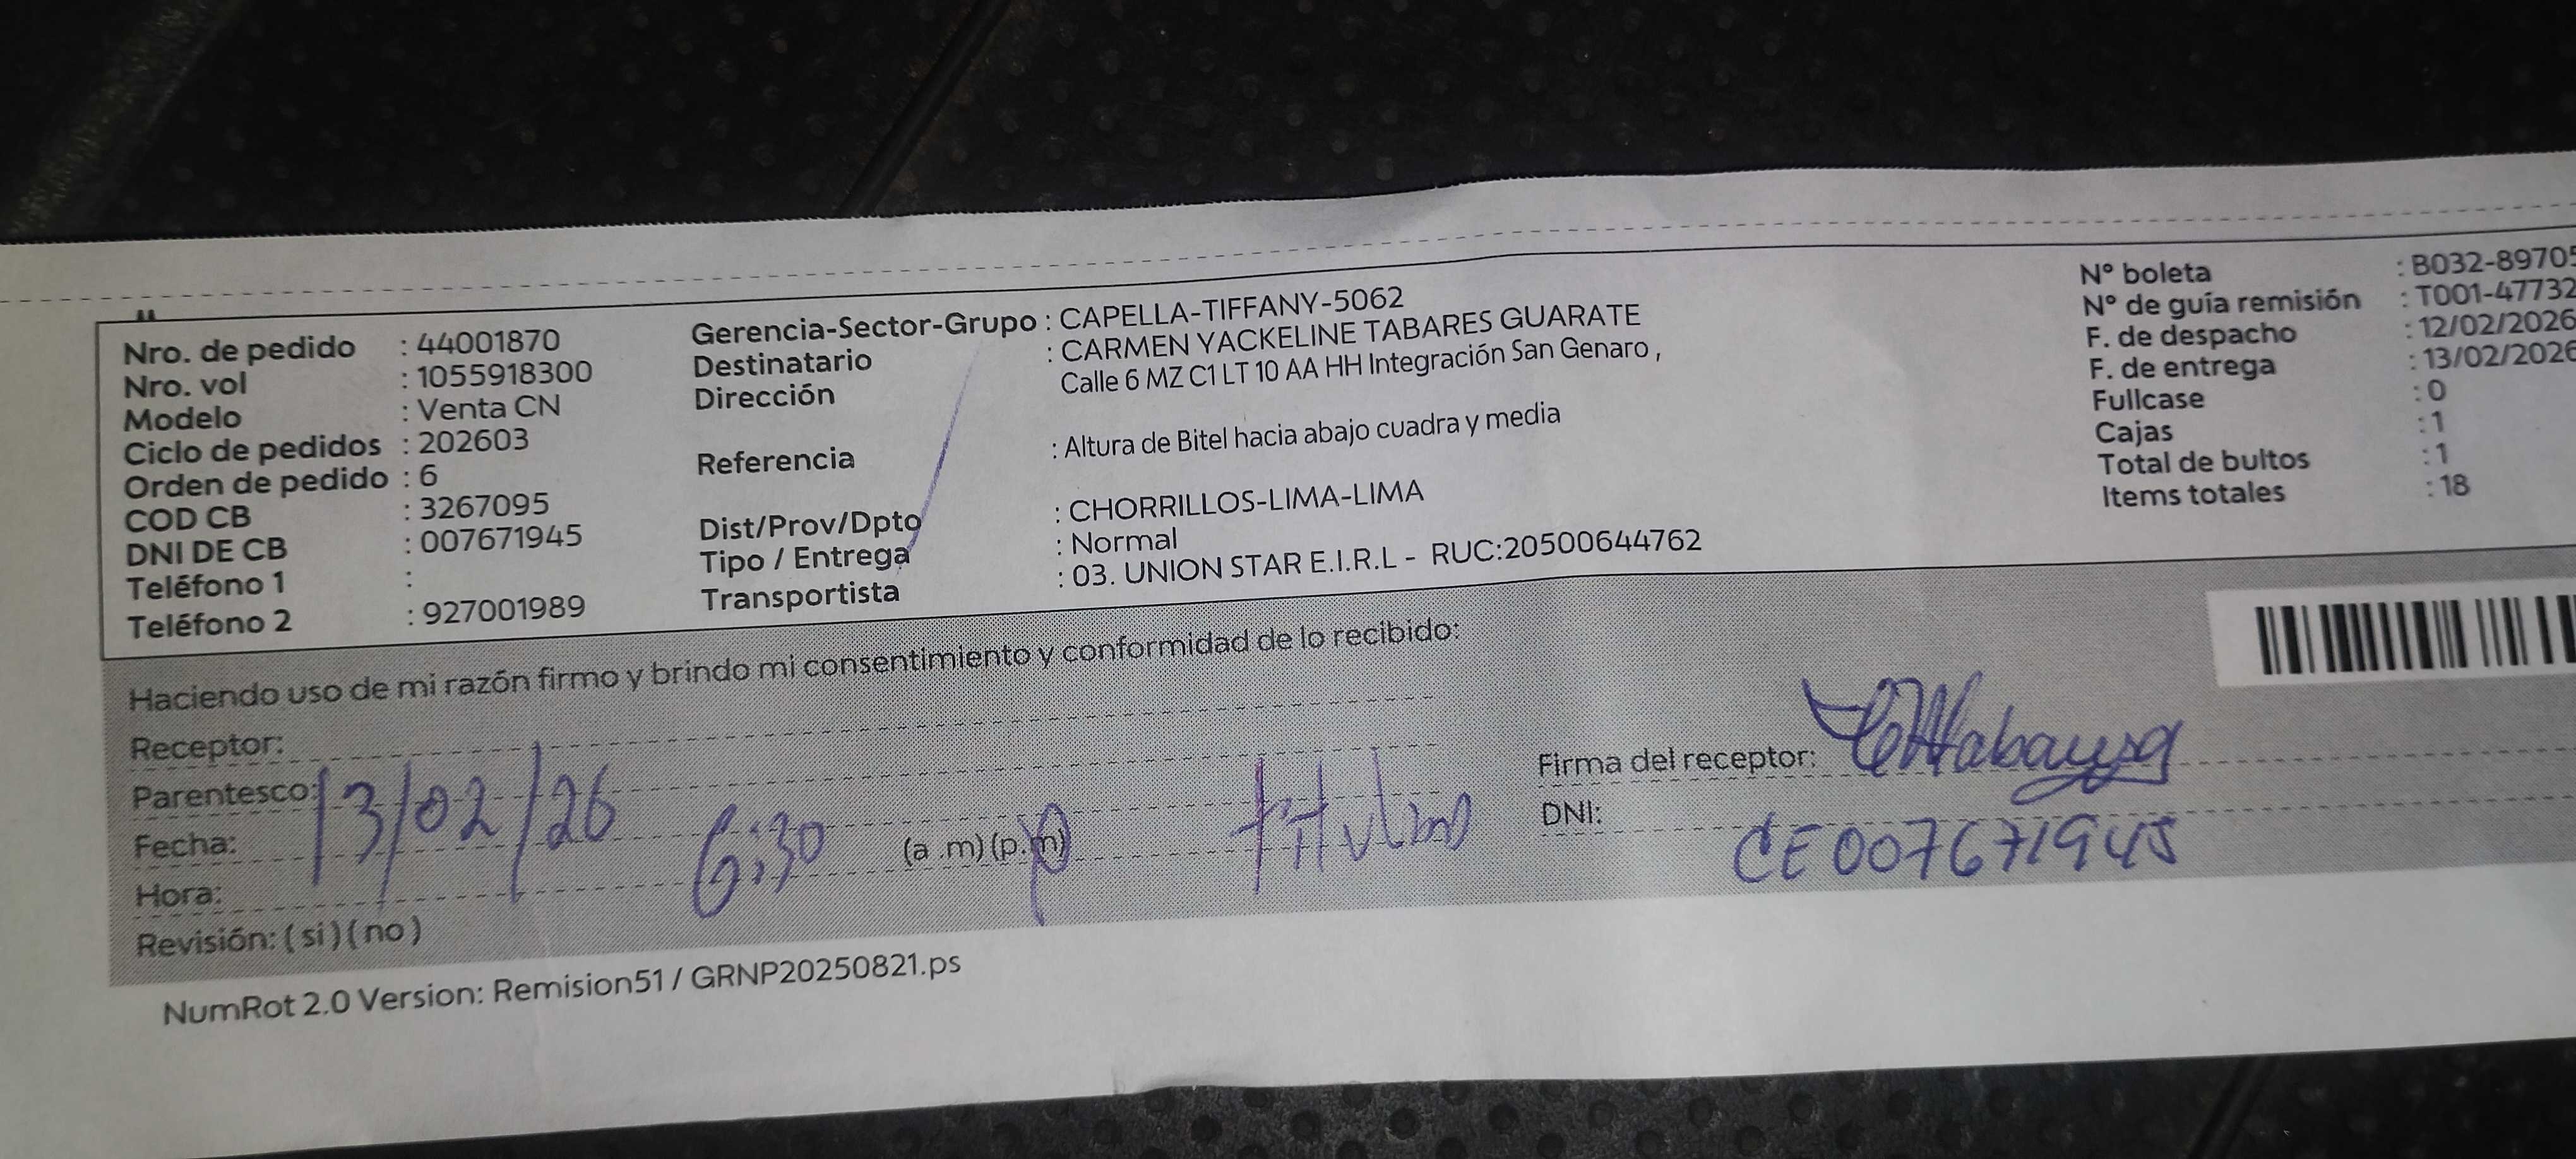 Nro. de pedido : 44001870
Nro. vol : 1055918300
Modelo : Venta CN
Ciclo de pedidos : 202603
Orden de pedido : 6
COD CB : 3267095
DNI DE CB : 007671945
Teléfono 1 :
Teléfono 2 : 927001989
Gerencia-Sector-Grupo : CAPELLA-TIFFANY-5062
Destinatario : CARMEN YACKELINE TABARES GUARATE
Dirección Calle 6 MZ C1 LT 10 AA HH Integración San Genaro ,
Referencia : Altura de Bitel hacia abajo cuadra y media
Dist/Prov/Dpto : CHORRILLOS-LIMA-LIMA
Tipo / Entrega : Normal
Transportista : 03. UNION STAR E.I.R.L - RUC:20500644762
N° boleta : B032-89705
N° de guía remisión : T001-47732
F. de despacho : 12/02/2026
F. de entrega : 13/02/2026
Fullcase : 0
Cajas : 1
Total de bultos : 1
Items totales : 18
Haciendo uso de mi razón firmo y brindo mi consentimiento y conformidad de lo recibido:
Receptor:
Parentesco:
Fecha: 13/02/26
Hora: 6:30 (a .m) (p.m) p titular
Revisión: ( si ) ( no )
Firma del receptor:
DNI: CE 007671945
NumRot 2.0 Version: Remision51 / GRNP20250821.ps